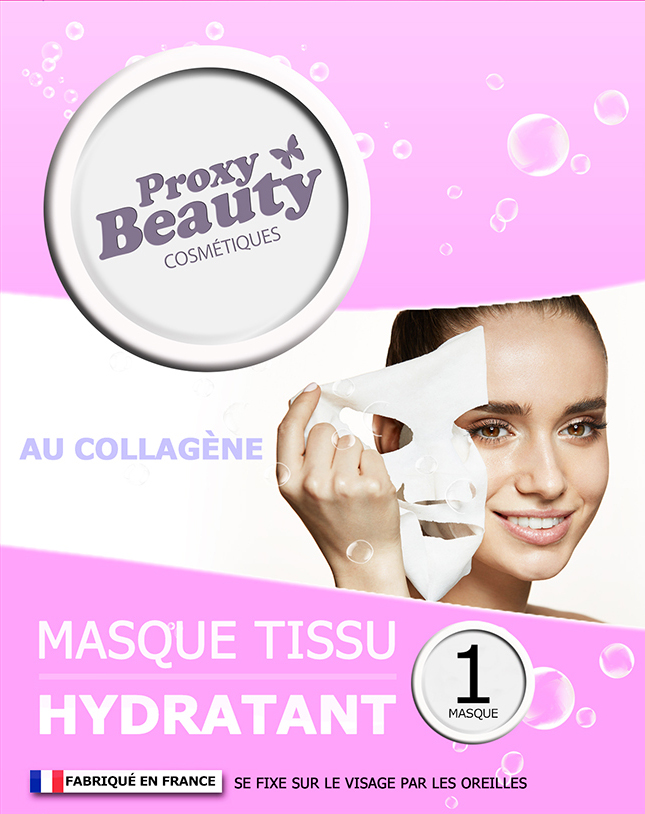 Proxy
Beauty
COSMÉTIQUES
AU COLLAGÈNE
MASQUE TISSU
HYDRATANT
1
MASQUE
FABRIQUÉ EN FRANCE
SE FIXE SUR LE VISAGE PAR LES OREILLES